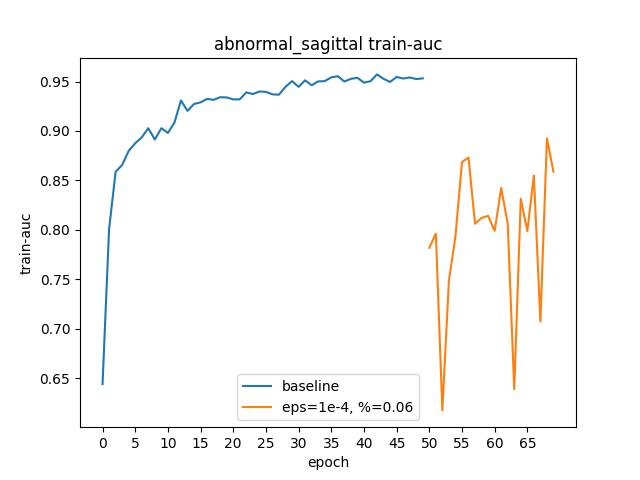 abnormal_sagittal train-auc
train-auc
0.95
0.90
0.85
0.80
0.75
0.70
0.65
baseline
eps=1e-4, %=0.06
0 5 10 15 20 25 30 35 40 45 50 55 60 65
epoch